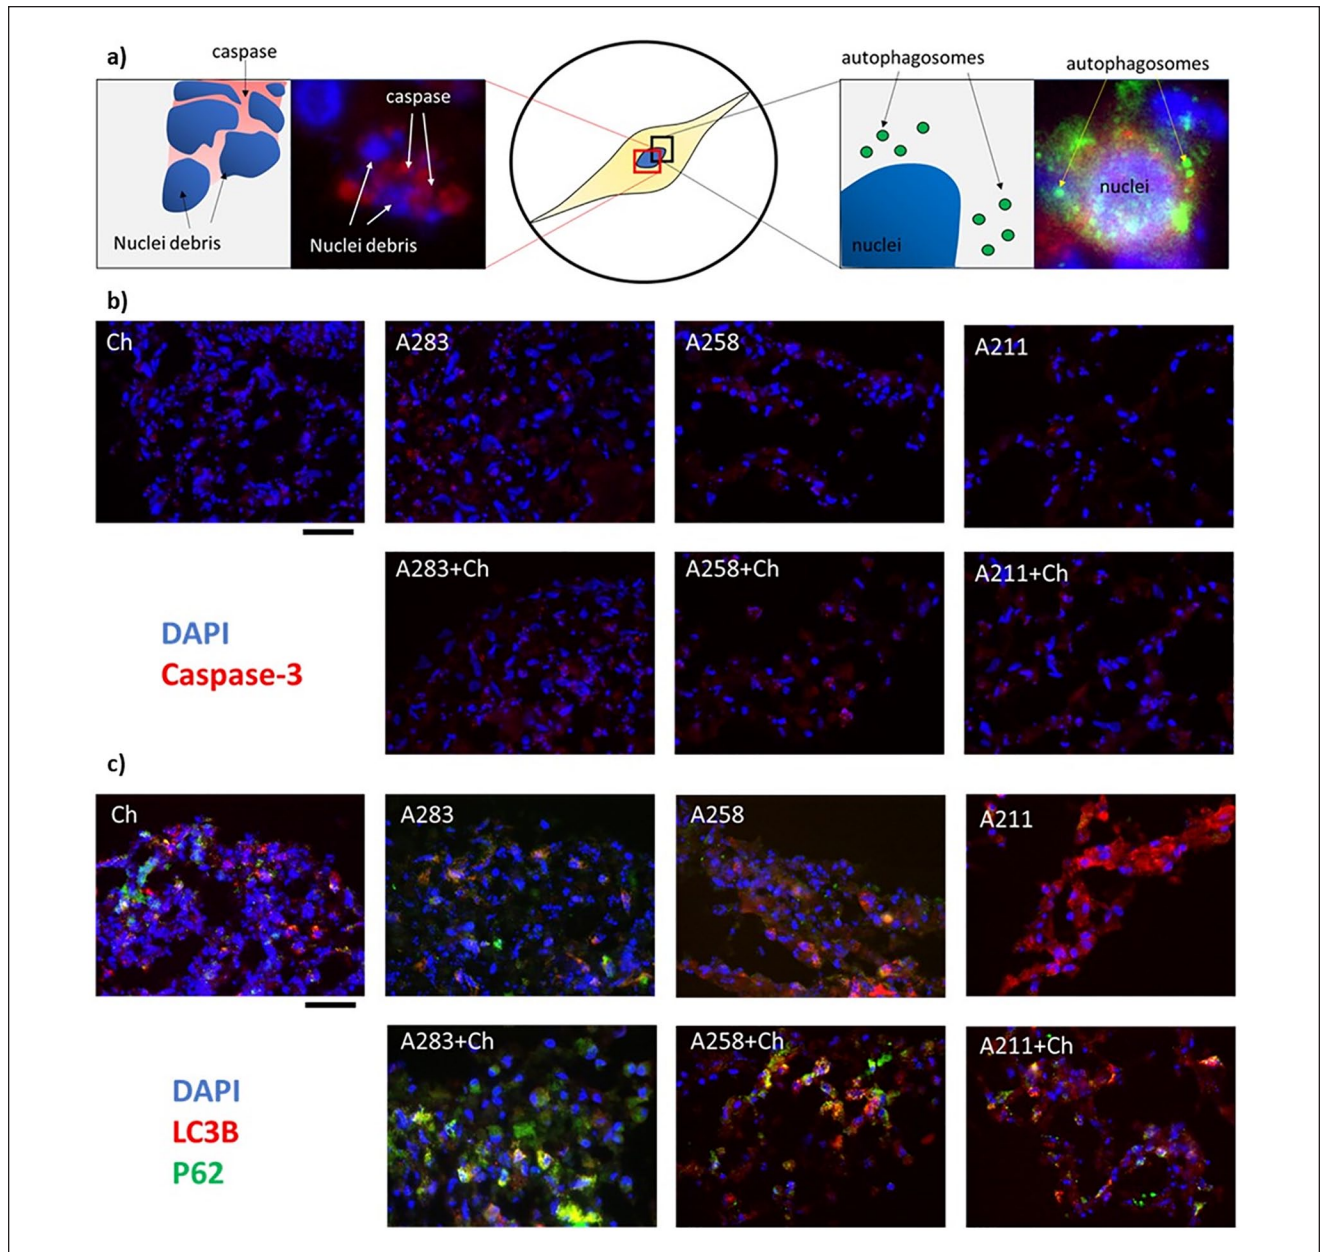 a)
caspase
Nuclei debris
caspase
Nuclei debris
autophagosomes
nuclei
autophagosomes
nuclei
b)
Ch
A283
A258
A211
A283+Ch
A258+Ch
A211+Ch
DAPI
Caspase-3
c)
Ch
A283
A258
A211
A283+Ch
A258+Ch
A211+Ch
DAPI
LC3B
P62